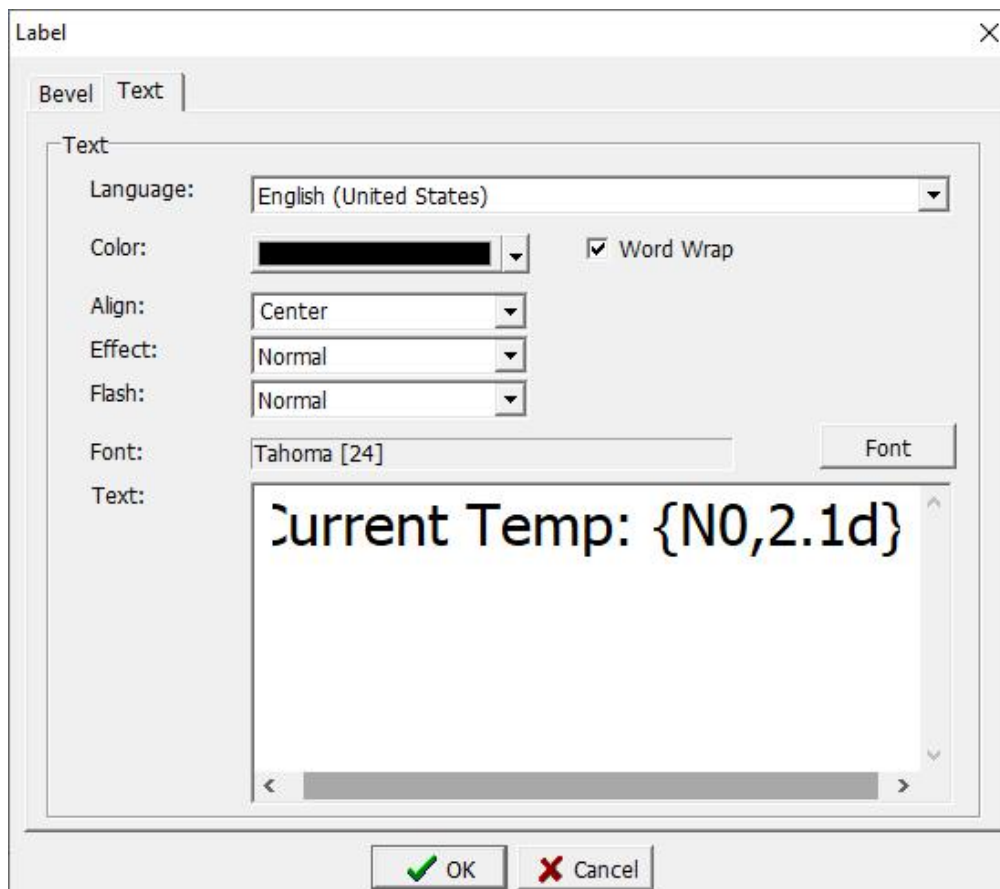 Label
Bevel Text
Text
Language: English (United States)
Color: Word Wrap
Align: Center
Effect: Normal
Flash: Normal
Font: Tahoma [24] Font
Text: Current Temp: {N0,2.1d}
OK Cancel